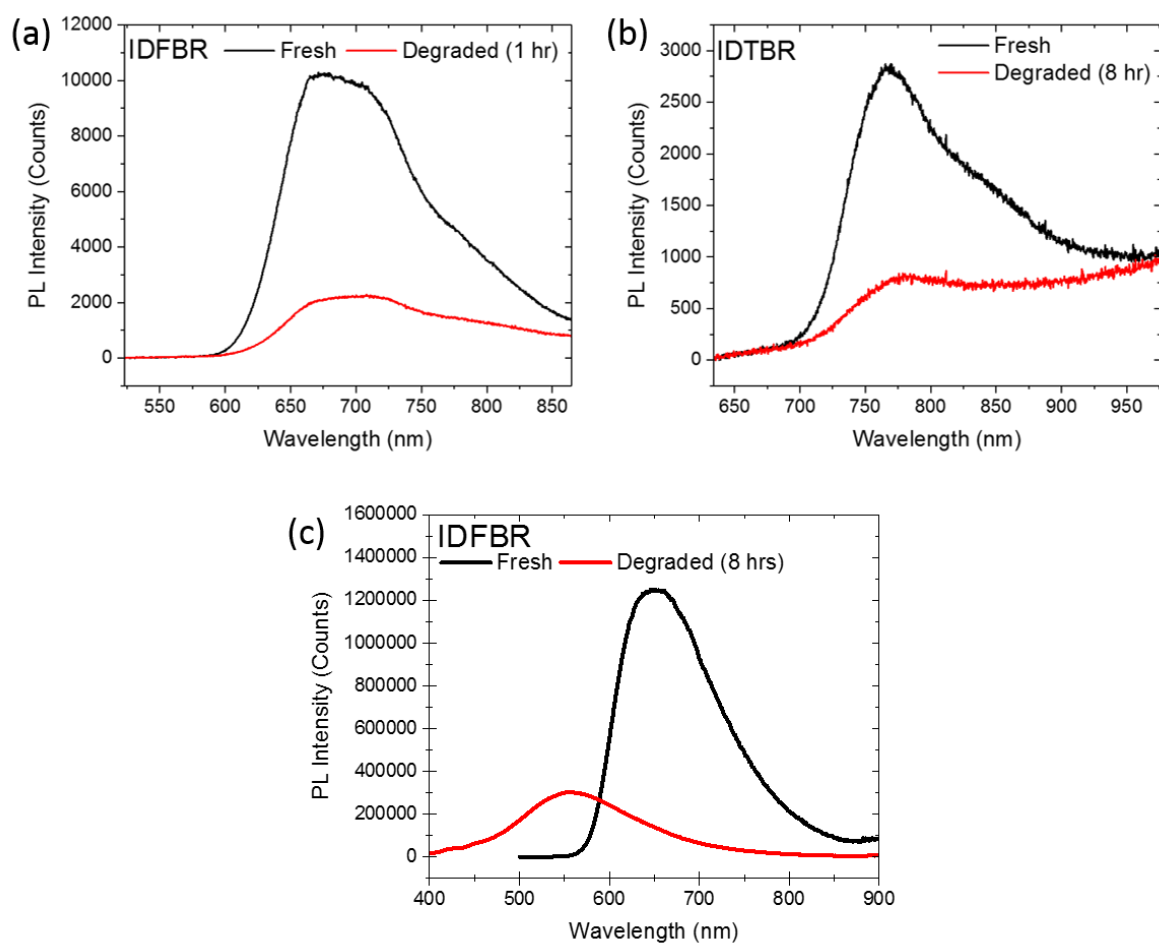 (a)
IDFBR
Fresh
Degraded (1 hr)
12000
10000
8000
6000
4000
2000
0
PL Intensity (Counts)
550 600 650 700 750 800 850
Wavelength (nm)
(b)
IDTBR
Fresh
Degraded (8 hr)
3000
2500
2000
1500
1000
500
0
PL Intensity (Counts)
650 700 750 800 850 900 950
Wavelength (nm)
(c)
IDFBR
Fresh
Degraded (8 hrs)
1600000
1400000
1200000
1000000
800000
600000
400000
200000
0
PL Intensity (Counts)
400 500 600 700 800 900
Wavelength (nm)